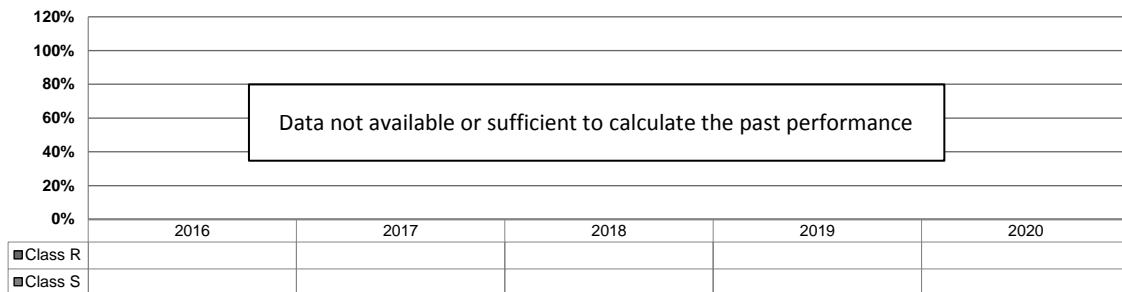 120%
100%
80%
60%
40%
20%
0%
Data not available or sufficient to calculate the past performance
2016 2017 2018 2019 2020
Class R
Class S